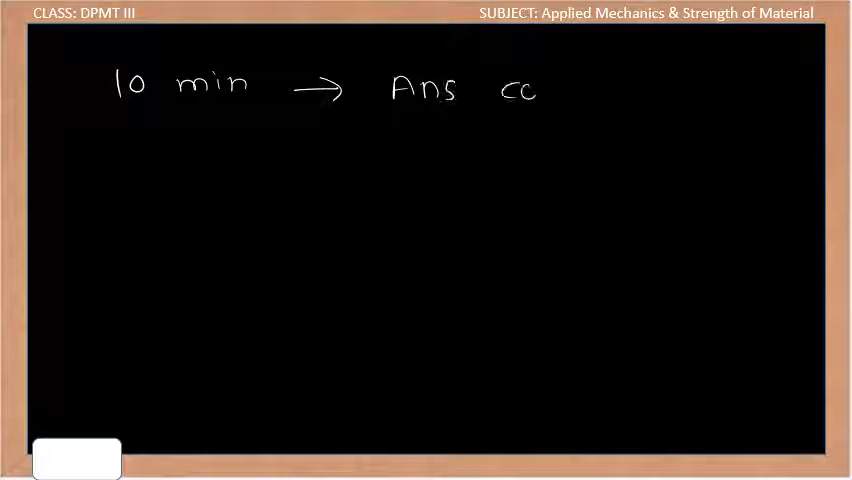 CLASS: DPMT III
SUBJECT: Applied Mechanics & Strength of Material
10 min → Ans cc